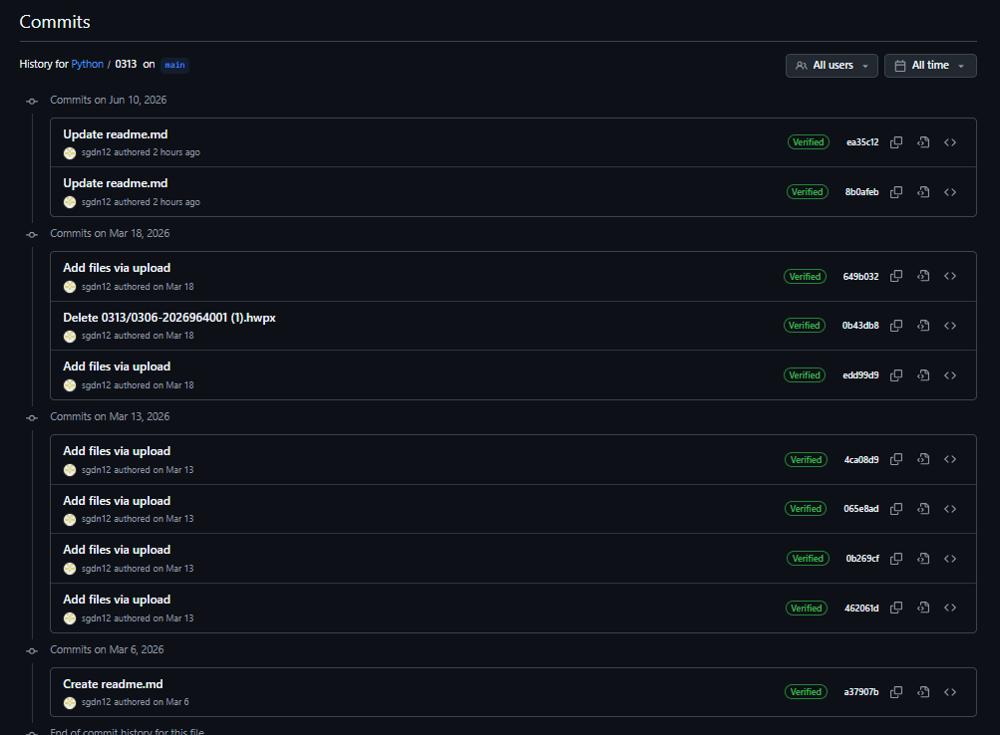 Commits
History for Python / 0313 on main
All users
All time
Commits on Jun 10, 2026
Update readme.md
Verified ea35c12
sgdn12 authored 2 hours ago
Update readme.md
Verified 8b0afeb
sgdn12 authored 2 hours ago
Commits on Mar 18, 2026
Add files via upload
Verified 649b032
sgdn12 authored on Mar 18
Delete 0313/0306-2026964001 (1).hwpx
Verified 0b43db8
sgdn12 authored on Mar 18
Add files via upload
Verified edd99d9
sgdn12 authored on Mar 18
Commits on Mar 13, 2026
Add files via upload
Verified 4ca08d9
sgdn12 authored on Mar 13
Add files via upload
Verified 065e8ad
sgdn12 authored on Mar 13
Add files via upload
Verified 0b269cf
sgdn12 authored on Mar 13
Add files via upload
Verified 462061d
sgdn12 authored on Mar 13
Commits on Mar 6, 2026
Create readme.md
Verified a37907b
sgdn12 authored on Mar 6
End of commit history for this file